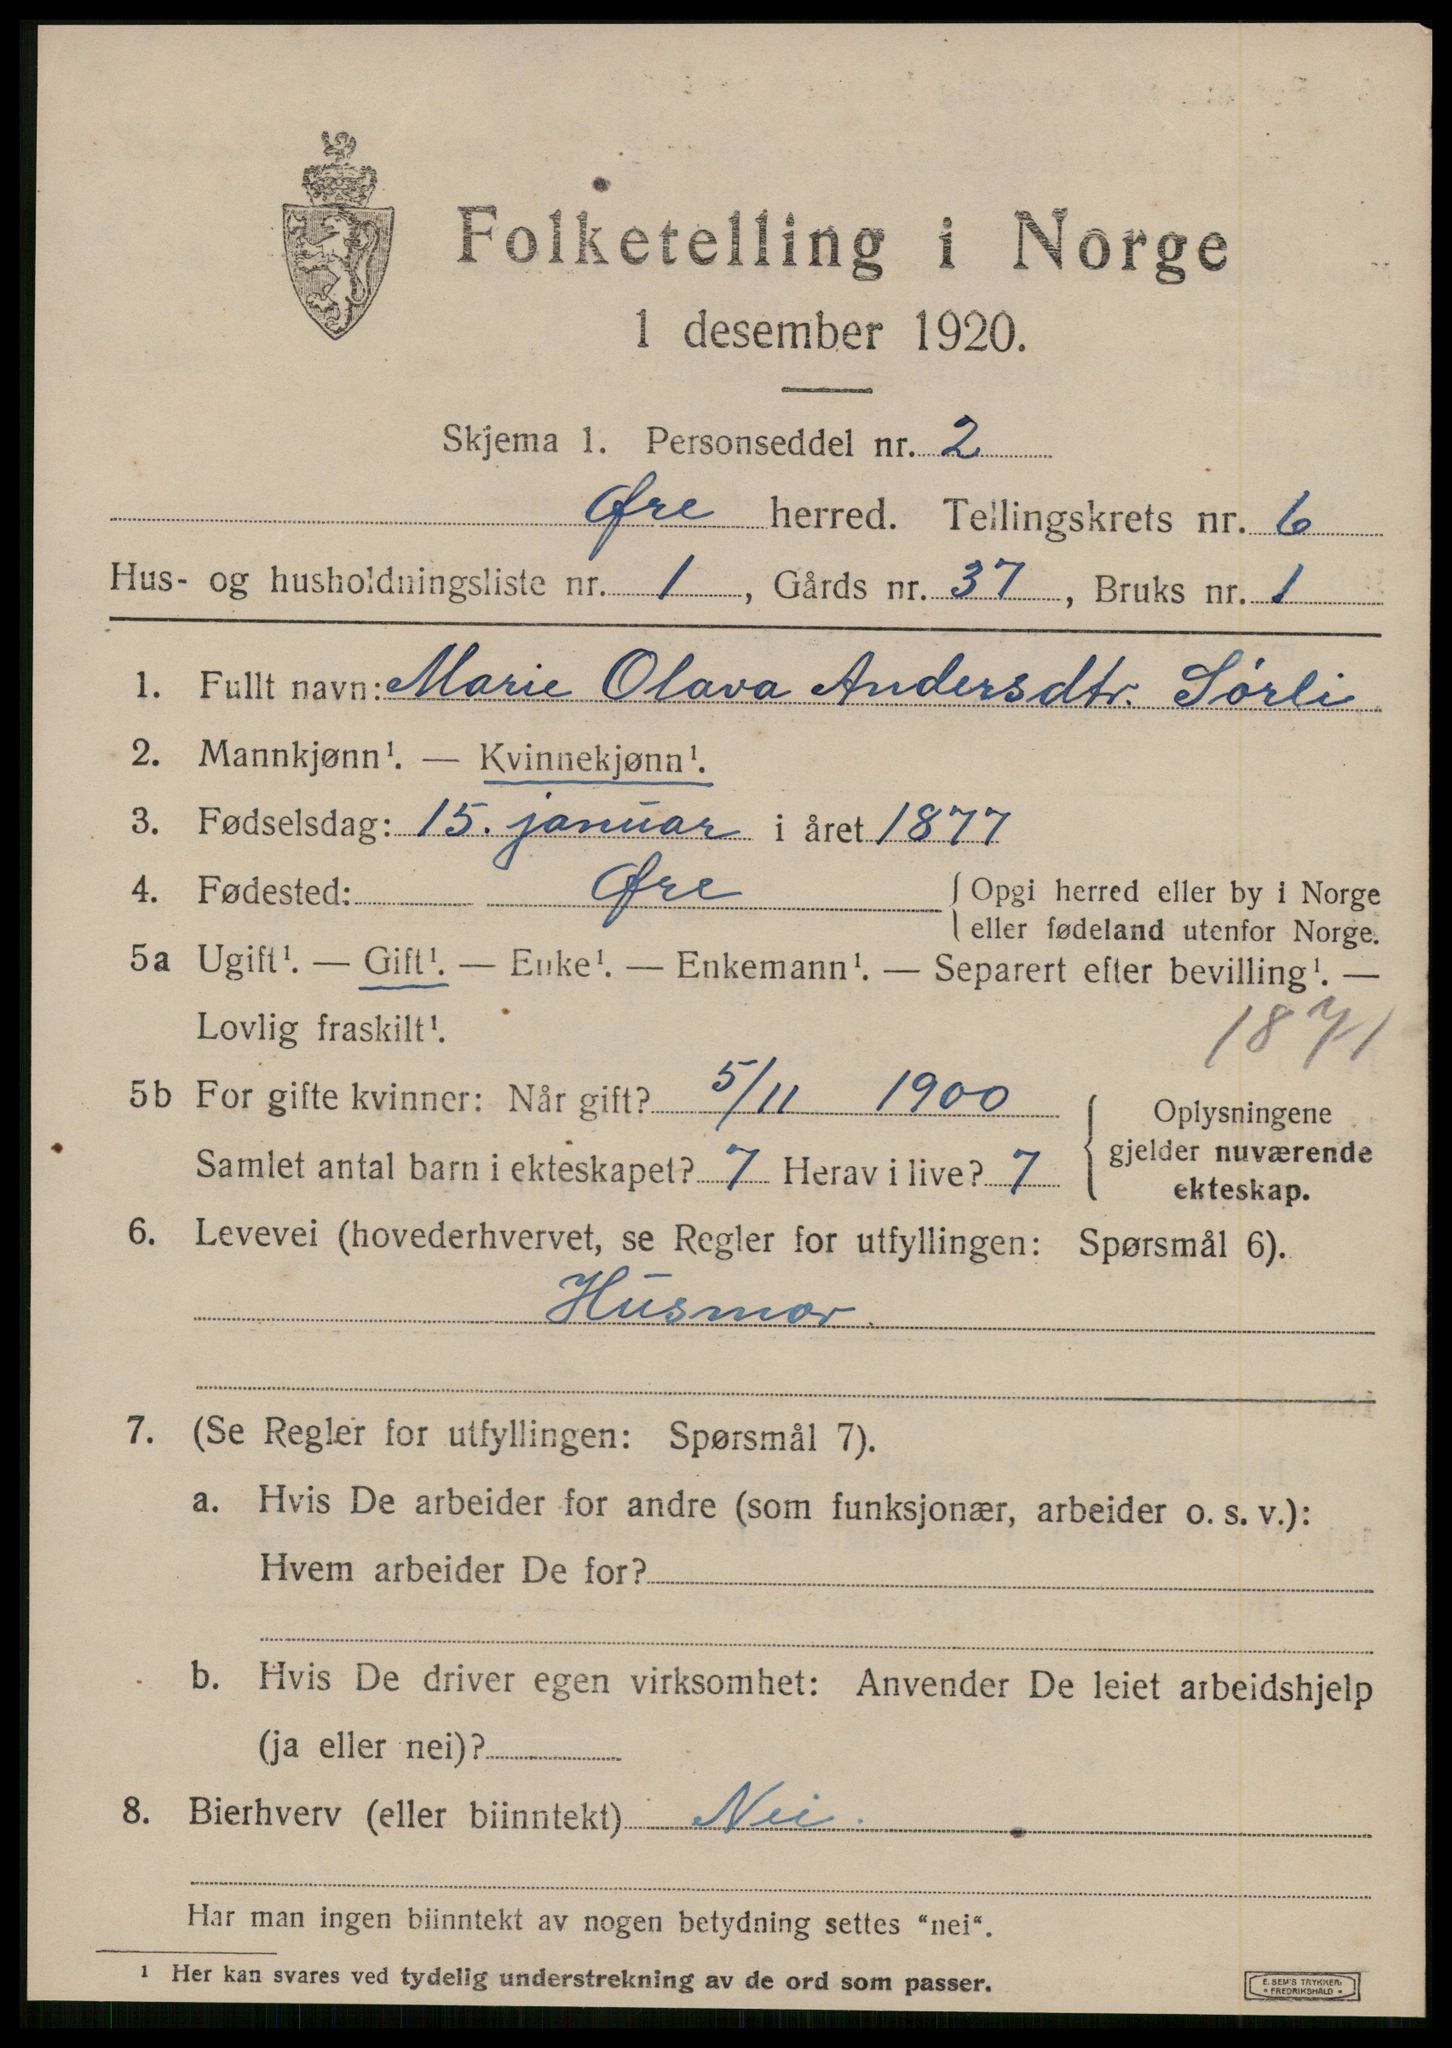 Folketelling i Norge
1 desember 1920.
Skjema 1. Personseddel nr. 2
Øre herred. Tellingskrets nr. 6
Hus- og husholdningsliste nr. 1, Gårds nr. 37, Bruks nr. 1
1. Fullt navn: Marie Olava Andersdtr. Sørli
2. Mannkjønn¹. — Kvinnekjønn¹.
3. Fødselsdag: 15. januar i året 1877
4. Fødested: Øre { Opgi herred eller by i Norge
eller fødeland utenfor Norge.
5a Ugift¹. — Gift¹. — Enke¹. — Enkemann¹. — Separert efter bevilling¹. —
Lovlig fraskilt¹.
1871
5b For gifte kvinner: Når gift? 5/11 1900
Samlet antal barn i ekteskapet? 7 Herav i live? 7
{ Oplysningene
gjelder nuværende
ekteskap.
6. Levevei (hovederhvervet, se Regler for utfyllingen: Spørsmål 6).
Husmor.
7. (Se Regler for utfyllingen: Spørsmål 7).
a. Hvis De arbeider for andre (som funksjonær, arbeider o. s. v.):
Hvem arbeider De for?
b. Hvis De driver egen virksomhet: Anvender De leiet arbeidshjelp
(ja eller nei)?
8. Bierhverv (eller biinntekt) Nei.
Har man ingen biinntekt av nogen betydning settes "nei".
¹ Her kan svares ved tydelig understrekning av de ord som passer.
E. SEM'S TRYKKERI
* FREDRIKSHALD *